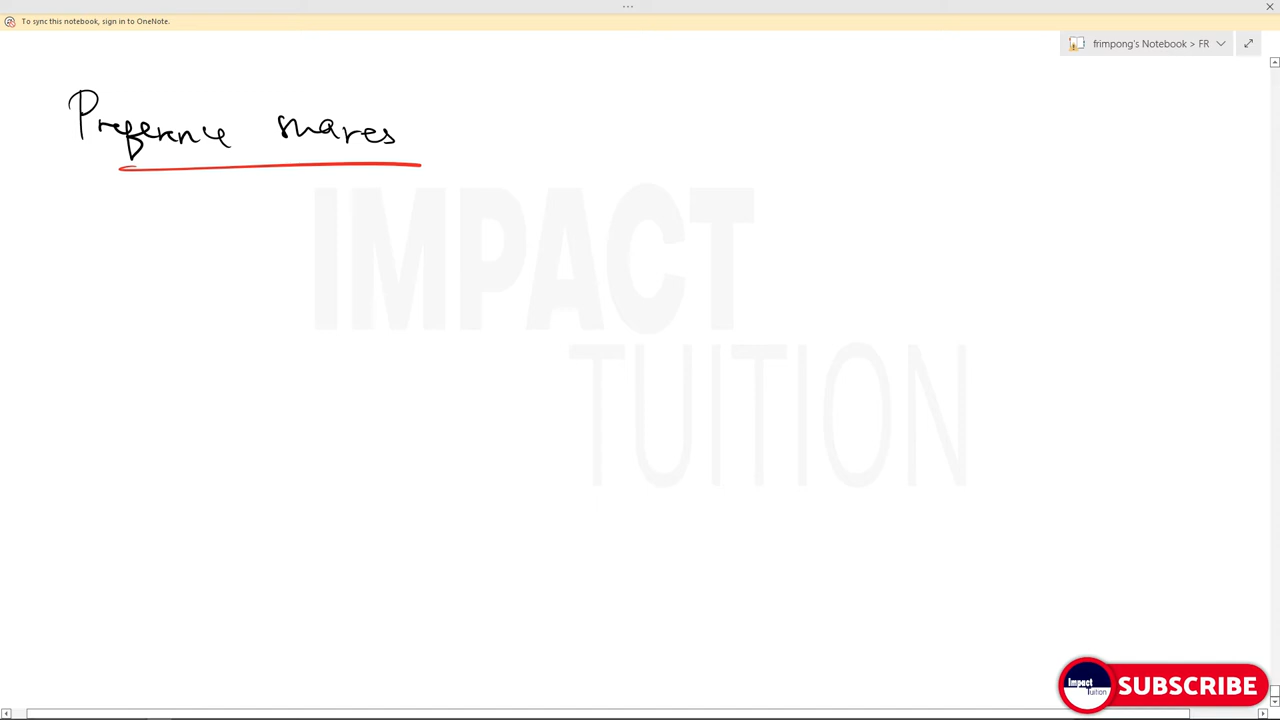 To sync this notebook, sign in to OneNote.
frimpong's Notebook > FR
Preference shares
IMPACT
TUITION
Impact
Tuition
SUBSCRIBE